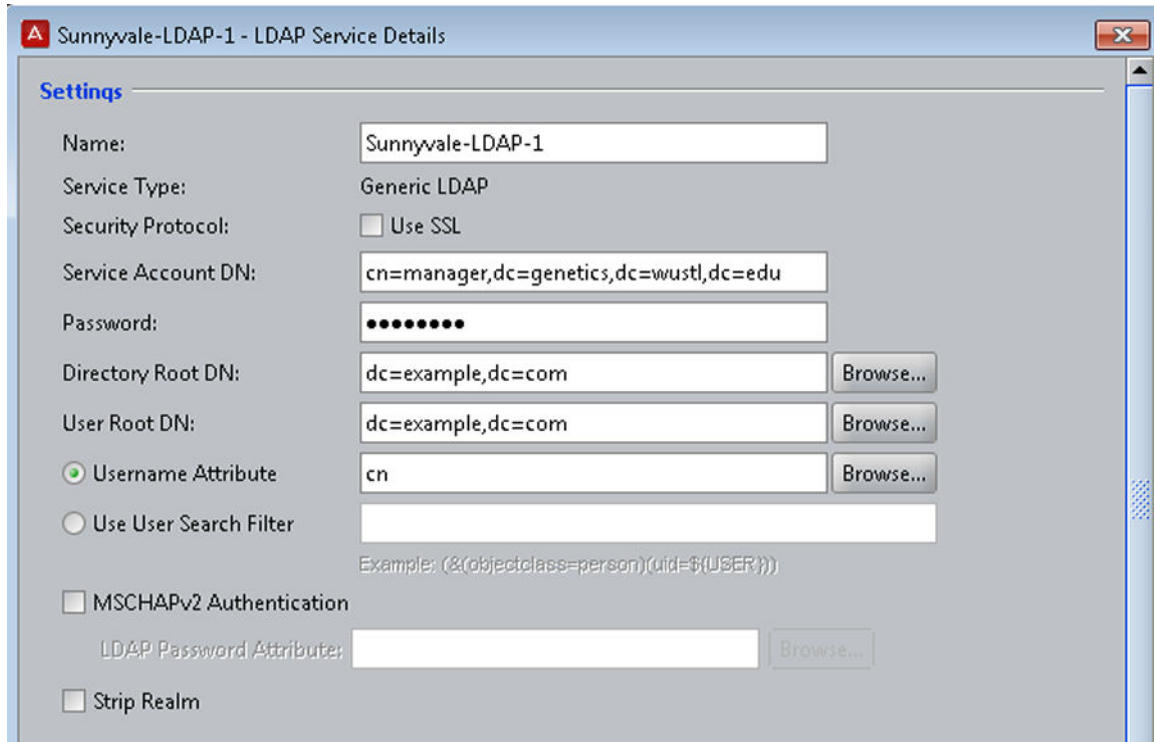 Sunnyvale-LDAP-1 - LDAP Service Details
Settings
Name: Sunnyvale-LDAP-1
Service Type: Generic LDAP
Security Protocol: Use SSL
Service Account DN: cn=manager,dc=genetics,dc=wustl,dc=edu
Password: ••••••••
Directory Root DN: dc=example,dc=com Browse...
User Root DN: dc=example,dc=com Browse...
Username Attribute cn Browse...
Use User Search Filter
Example: (&(objectclass=person)(uid=${USER}))
MSCHAPv2 Authentication
LDAP Password Attribute: Browse...
Strip Realm